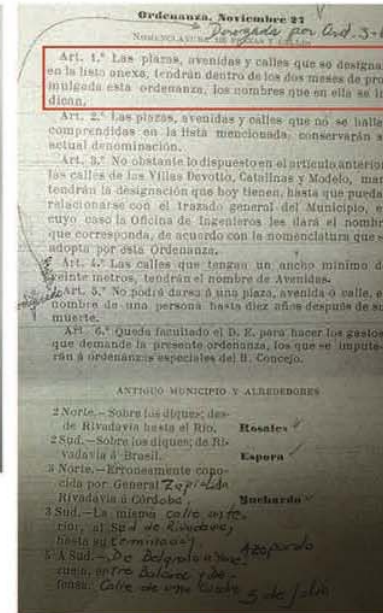 Ordenanza, Noviembre 27
Derogada por Ord. 3-
NOMENCLATURA DE PLAZAS Y CALLES
Art. 1.º Las plazas, avenidas y calles que se designa
en la lista anexa, tendrán dentro de los dos meses de pro
mulgada esta ordenanza, los nombres que en ella se in
dican.
Art. 2.º Las plazas, avenidas y calles que no se halle
comprendidas en la lista mencionada, conservarán s
actual denominación.
Art. 3.º No obstante lo dispuesto en el artículo anterior
las calles de las Villas Devotto, Catalinas y Modelo, man
tendrán la designación que hoy tienen, hasta que pueda
relacionarse con el trazado general del Municipio, e
cuyo caso la Oficina de Ingenieros les dará el nombr
que corresponda, de acuerdo con la nomenclatura que s
adopta por esta Ordenanza.
Art. 4.º Las calles que tengan un ancho mínimo d
veinte metros, tendrán el nombre de Avenidas.
Art. 5.º No podrá darse á una plaza, avenida ó calle, e
nombre de una persona hasta diez años después de su
muerte.
Art. 6.º Queda facultado el D. E. para hacer los gastos
que demande la presente ordenanza, los que se impute-
rán á ordenanzas especiales del H. Concejo.
ANTIGUO MUNICIPIO Y ALREDEDORES
2 Norte.—Sobre los diques; des-
de Rivadavia hasta el Río. Rosales
2 Sud.—Sobre los diques; de Ri-
vadavia á Brasil. Espora
3 Norte.—Erroneamente cono-
cida por General
Rivadavia á Córdoba. Muchardo
3 Sud.—La misma calle ante-
rior, al Sud de Rivadavia,
hasta su terminación Azopardo
5 A Sud.—De Belgrano a
entre Balcarce y De-
fensa. Calle de una cuadra 5 de Julio